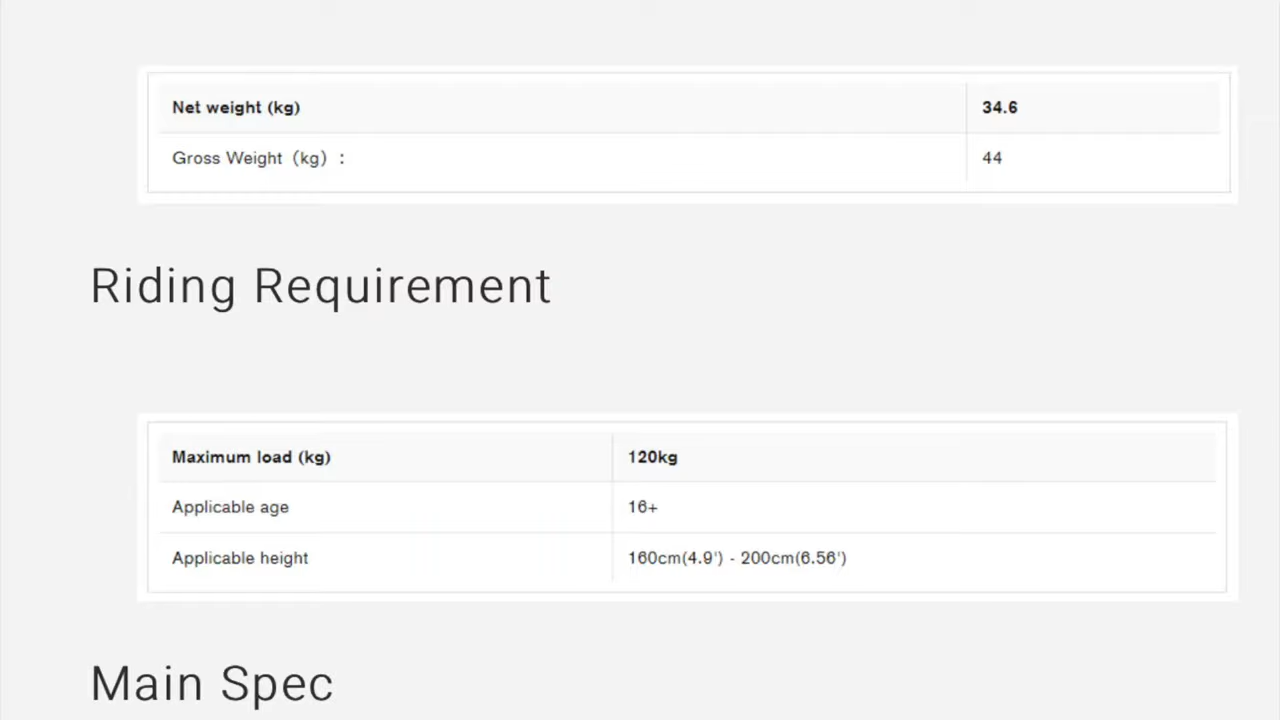 Net weight (kg) 34.6
Gross Weight（kg）： 44
Riding Requirement
Maximum load (kg) 120kg
Applicable age 16+
Applicable height 160cm(4.9') - 200cm(6.56')
Main Spec